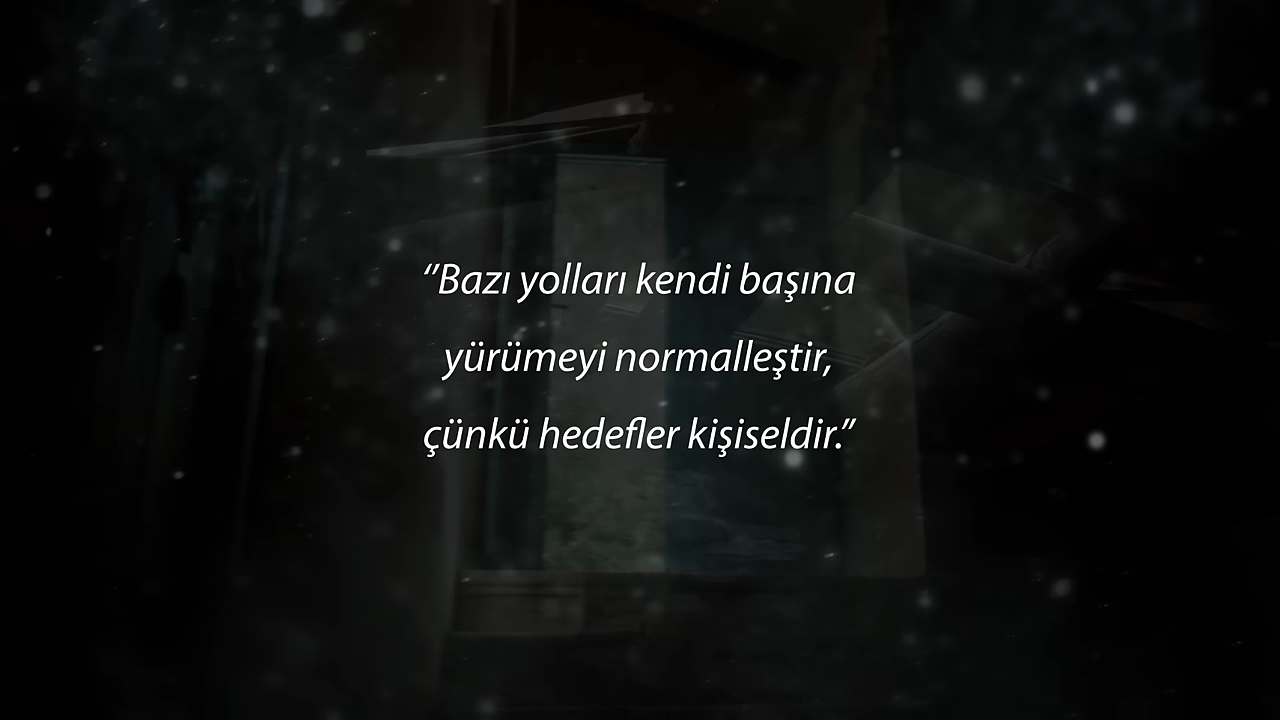 “Bazı yolları kendi başına
yürümeyi normalleştir,
çünkü hedefler kişiseldir.”